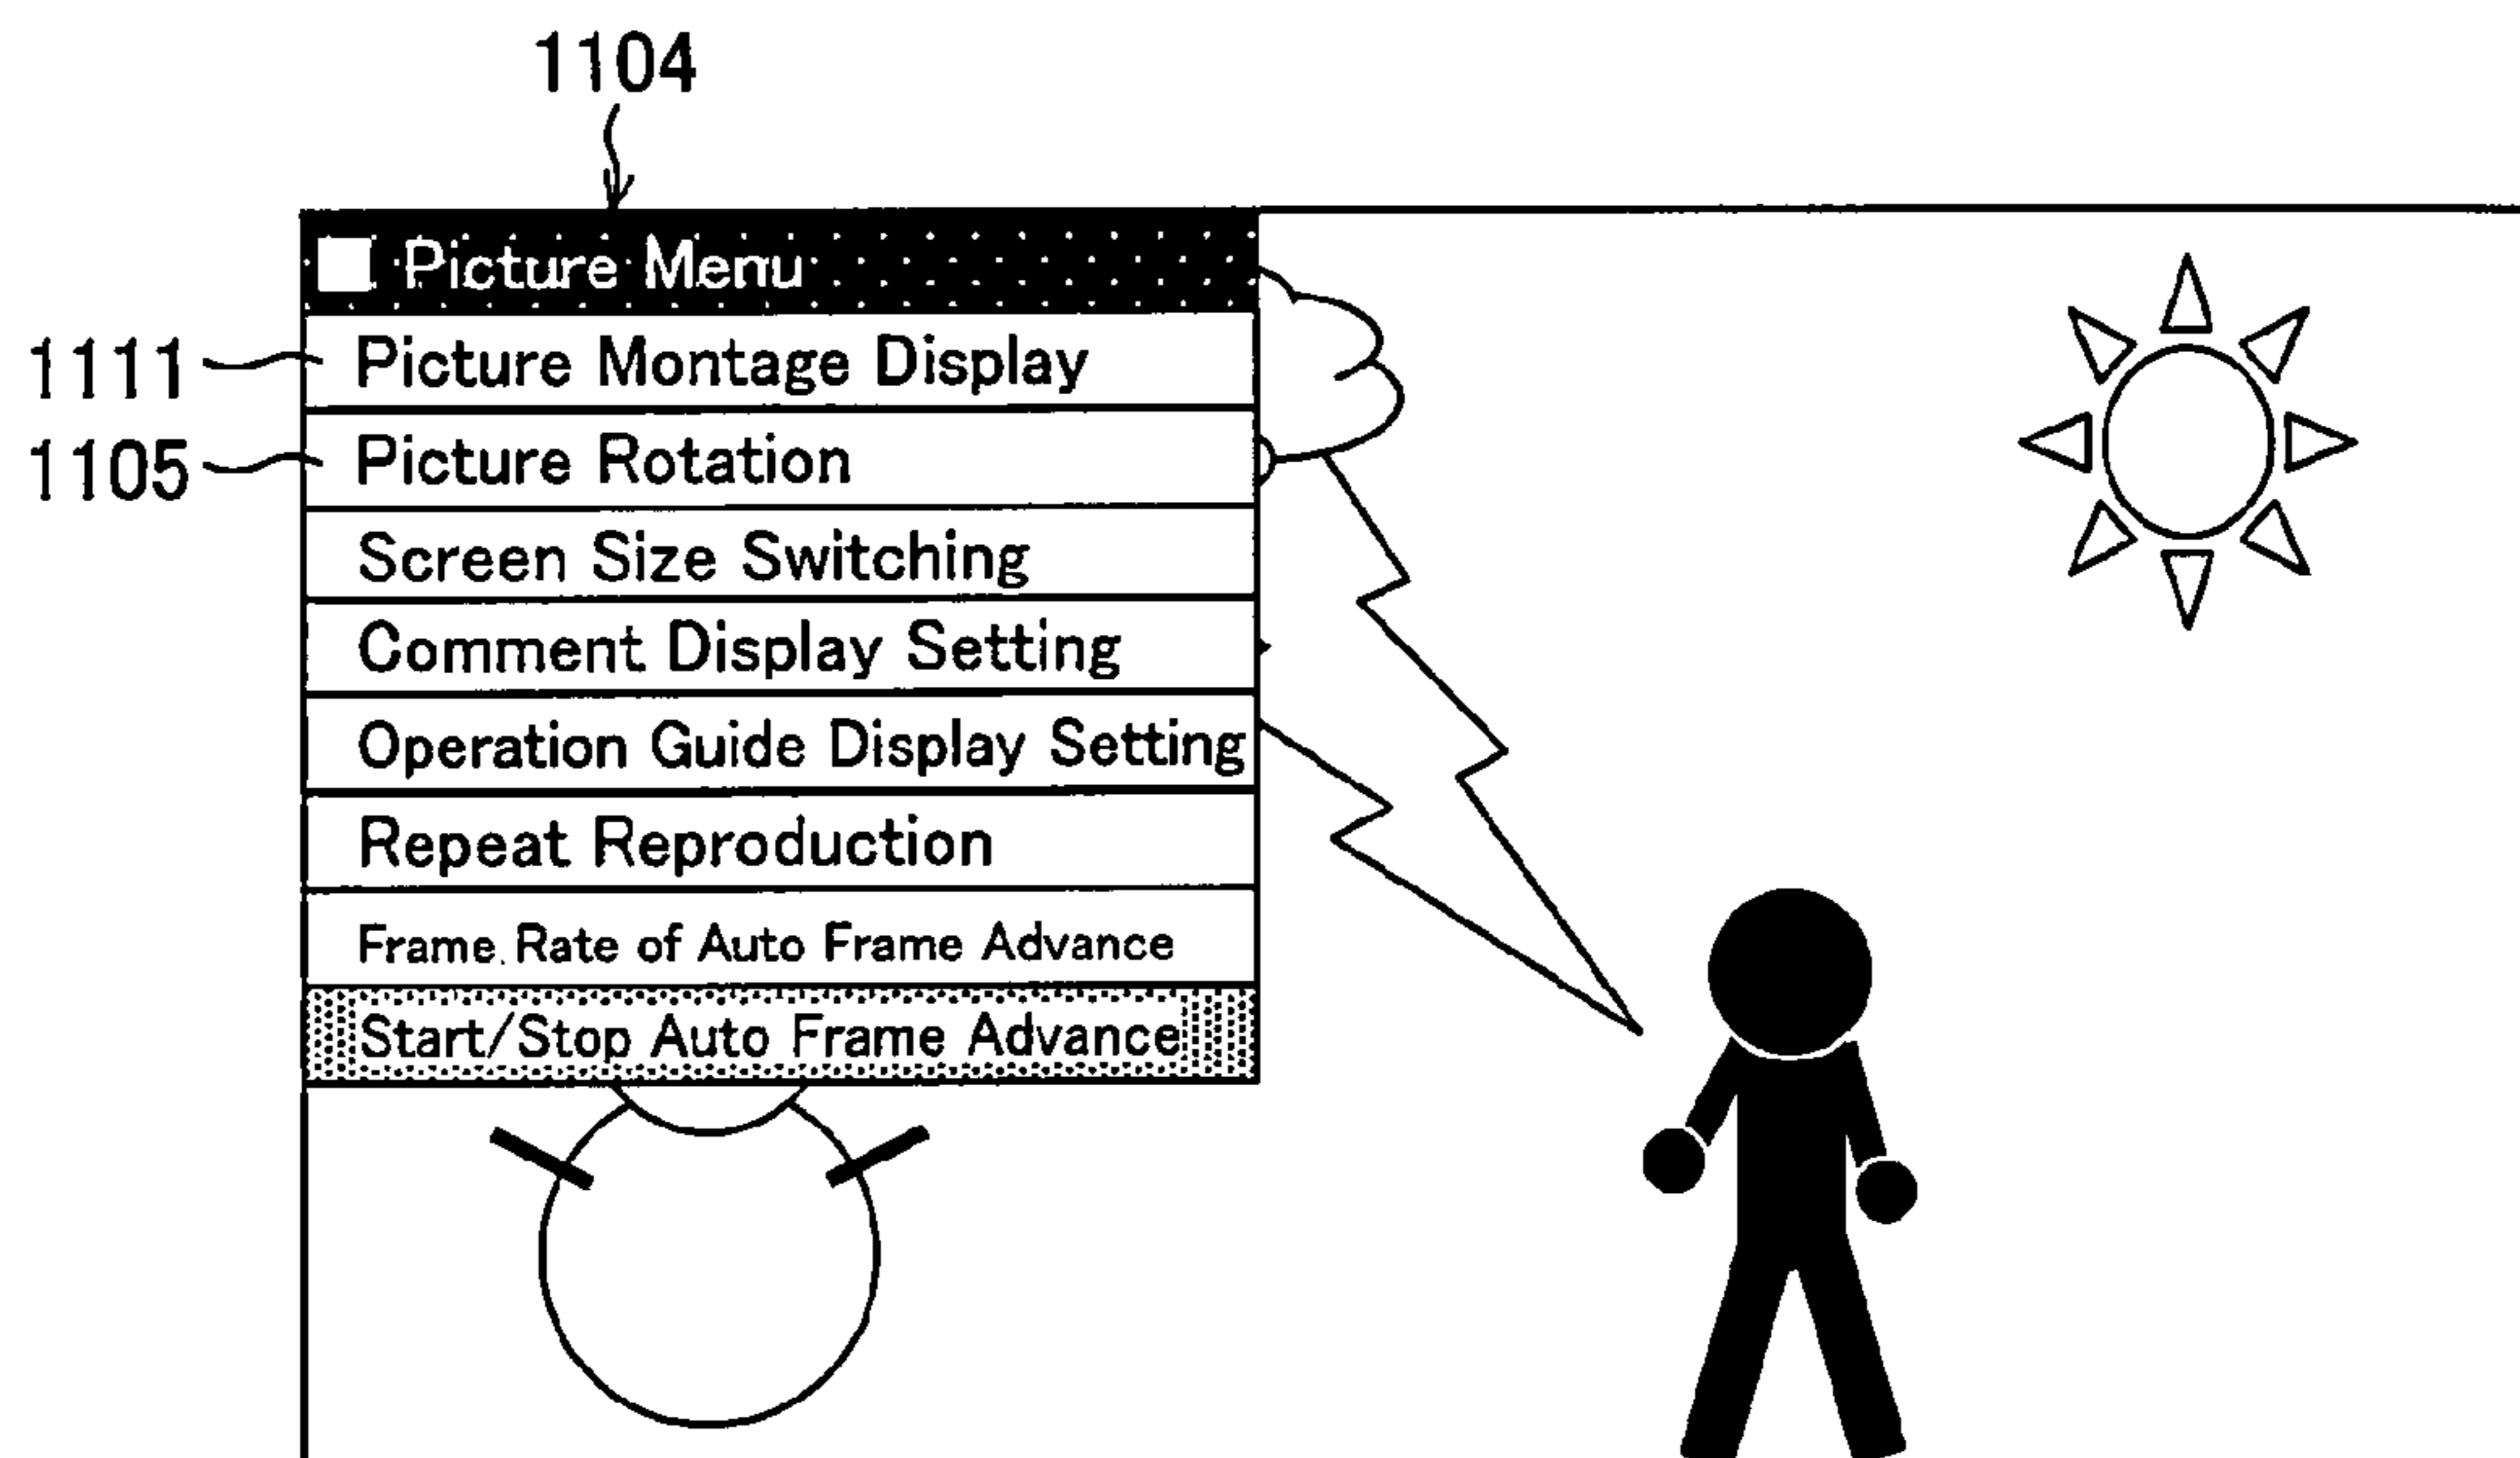 1104
Picture Menu
1111 Picture Montage Display
1105 Picture Rotation
Screen Size Switching
Comment Display Setting
Operation Guide Display Setting
Repeat Reproduction
Frame Rate of Auto Frame Advance
Start/Stop Auto Frame Advance